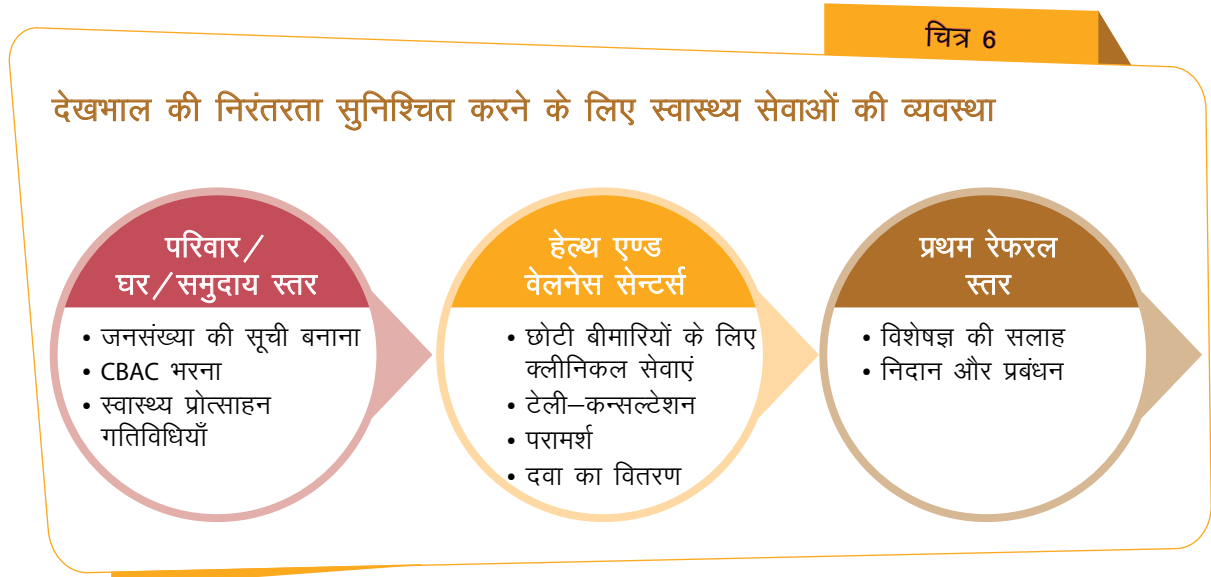 चित्र 6
देखभाल की निरंतरता सुनिश्चित करने के लिए स्वास्थ्य सेवाओं की व्यवस्था
परिवार/
घर/समुदाय स्तर
• जनसंख्या की सूची बनाना
• CBAC भरना
• स्वास्थ्य प्रोत्साहन
गतिविधियाँ
हेल्थ एण्ड
वेलनेस सेन्टर्स
• छोटी बीमारियों के लिए
क्लीनिकल सेवाएं
• टेली–कन्सल्टेशन
• परामर्श
• दवा का वितरण
प्रथम रेफरल
स्तर
• विशेषज्ञ की सलाह
• निदान और प्रबंधन